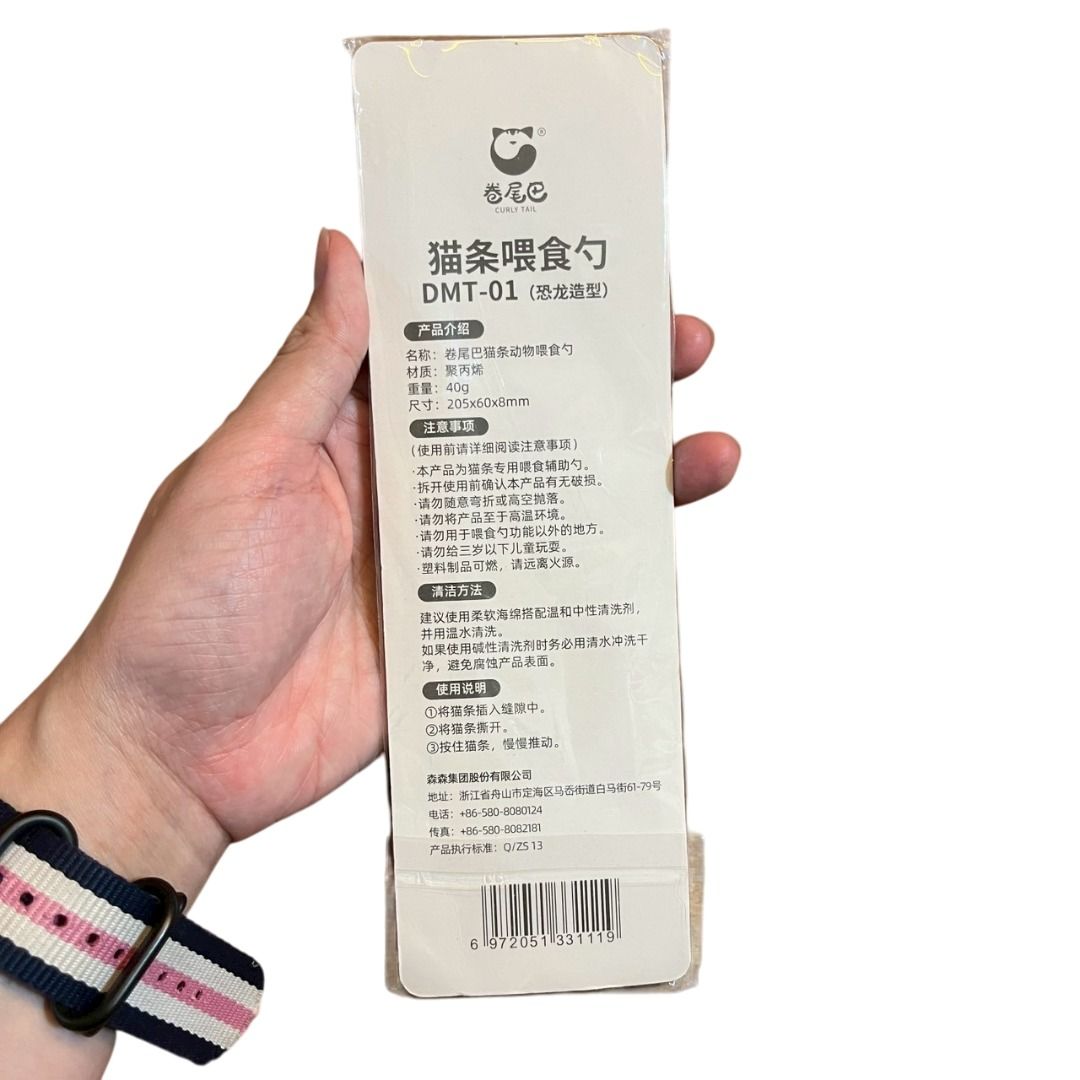 ®
卷尾巴
CURLY TAIL
猫条喂食勺
DMT-01（恐龙造型）
产品介绍
名称：卷尾巴猫条动物喂食勺
材质：聚丙烯
重量：40g
尺寸：205x60x8mm
注意事项
(使用前请详细阅读注意事项)
·本产品为猫条专用喂食辅助勺。
·拆开使用前确认本产品有无破损。
·请勿随意弯折或高空抛落。
·请勿将产品至于高温环境。
·请勿用于喂食勺功能以外的地方。
·请勿给三岁以下儿童玩耍。
·塑料制品可燃，请远离火源。
清洁方法
建议使用柔软海绵搭配温和中性清洗剂，
并用温水清洗。
如果使用碱性清洗剂时务必用清水冲洗干
净，避免腐蚀产品表面。
使用说明
①将猫条插入缝隙中。
②将猫条撕开。
③按住猫条，慢慢推动。
森森集团股份有限公司
地址：浙江省舟山市定海区马岙街道白马街61-79号
电话：+86-580-8080124
传真：+86-580-8082181
产品执行标准：Q/ZS 13
6 972051 331119